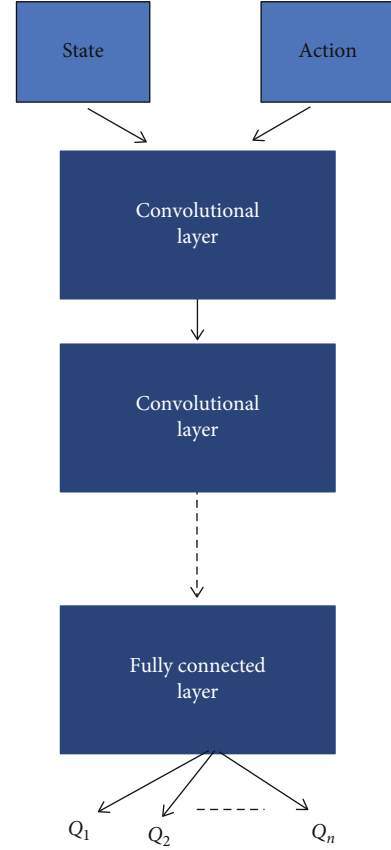 State
Action
Convolutional
layer
Convolutional
layer
Fully connected
layer
Q1
Q2
Qn